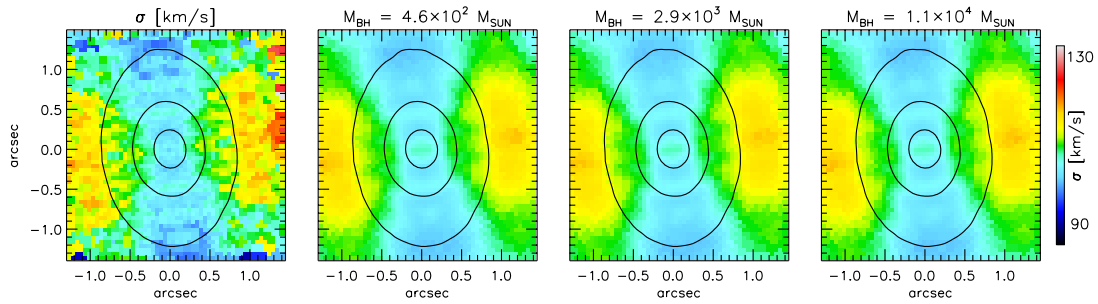 σ [km/s]
M_BH = 4.6×10² M_SUN
M_BH = 2.9×10³ M_SUN
M_BH = 1.1×10⁴ M_SUN
arcsec
1.0
0.5
0.0
−0.5
−1.0
−1.0 −0.5 0.0 0.5 1.0
−1.0 −0.5 0.0 0.5 1.0
−1.0 −0.5 0.0 0.5 1.0
−1.0 −0.5 0.0 0.5 1.0
arcsec
arcsec
arcsec
arcsec
130
σ [km/s]
90